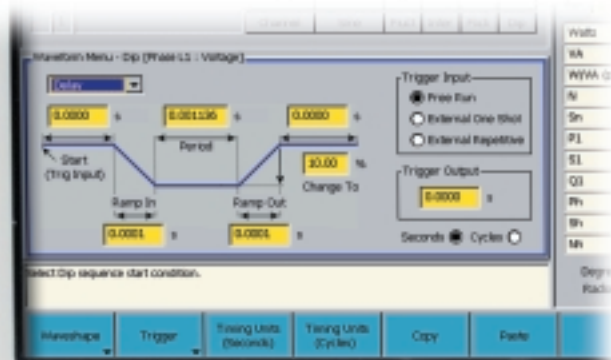 Waveform Menu - Dip (Phase L1 : Voltage)
Delay
0.0000 s
0.001136 s
0.0000 s
Period
Start
(Trig Input)
10.00 %
Change To
Ramp In
Ramp Out
0.0001 s
0.0001 s
Trigger Input
Free Run
External One Shot
External Repetitive
Trigger Output
0.0000 s
Seconds
Cycles
Select Dip sequence start condition.
Waveshape
Trigger
Timing Units
(Seconds)
Timing Units
(Cycles)
Copy
Paste
Watts
VA
N
Sn
P1
S1
Q1
Ph
Sh